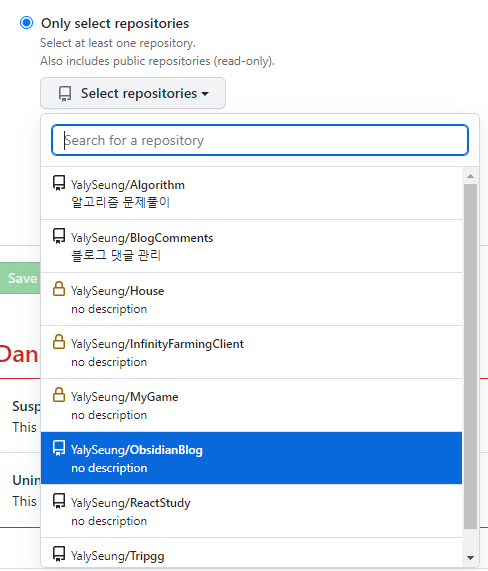 Only select repositories
Select at least one repository.
Also includes public repositories (read-only).
Select repositories
Search for a repository
YalySeung/Algorithm
알고리즘 문제풀이
YalySeung/BlogComments
블로그 댓글 관리
YalySeung/House
no description
YalySeung/InfinityFarmingClient
no description
YalySeung/MyGame
no description
YalySeung/ObsidianBlog
no description
YalySeung/ReactStudy
no description
YalySeung/Tripgg
Save
Dan
Susp
This
Unin
This